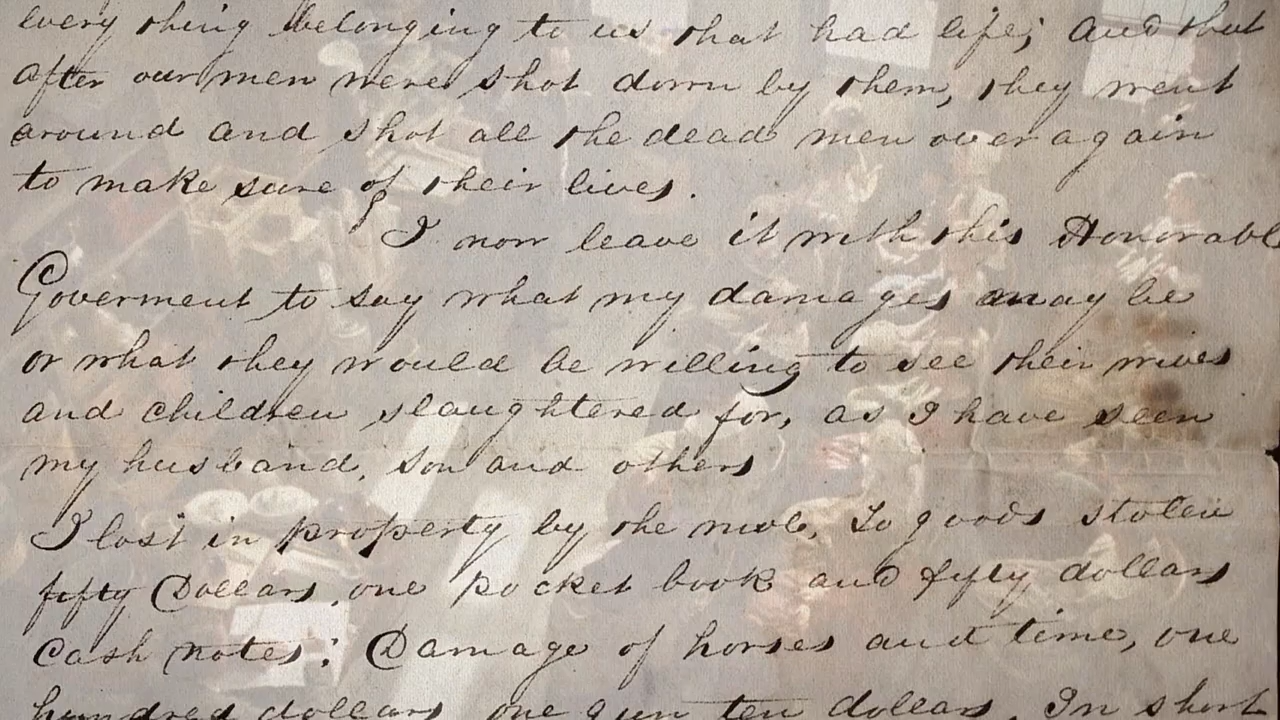 every thing belonging to us that had life; and that
after our men were shot down by them, they went
around and shot all the dead men over again
to make sure of their lives.
I now leave it with this Honorable
Goverment to say what my damages may be
or what they would be willing to see their wives
and children slaughtered for, as I have seen
my husband, son and others
I lost in property by the mob, To goods stolen
fifty Dollars, one pocket book and fifty dollars
Cash notes; Damage of horses and time, one
hundred dollars one gun ten dollars, In short